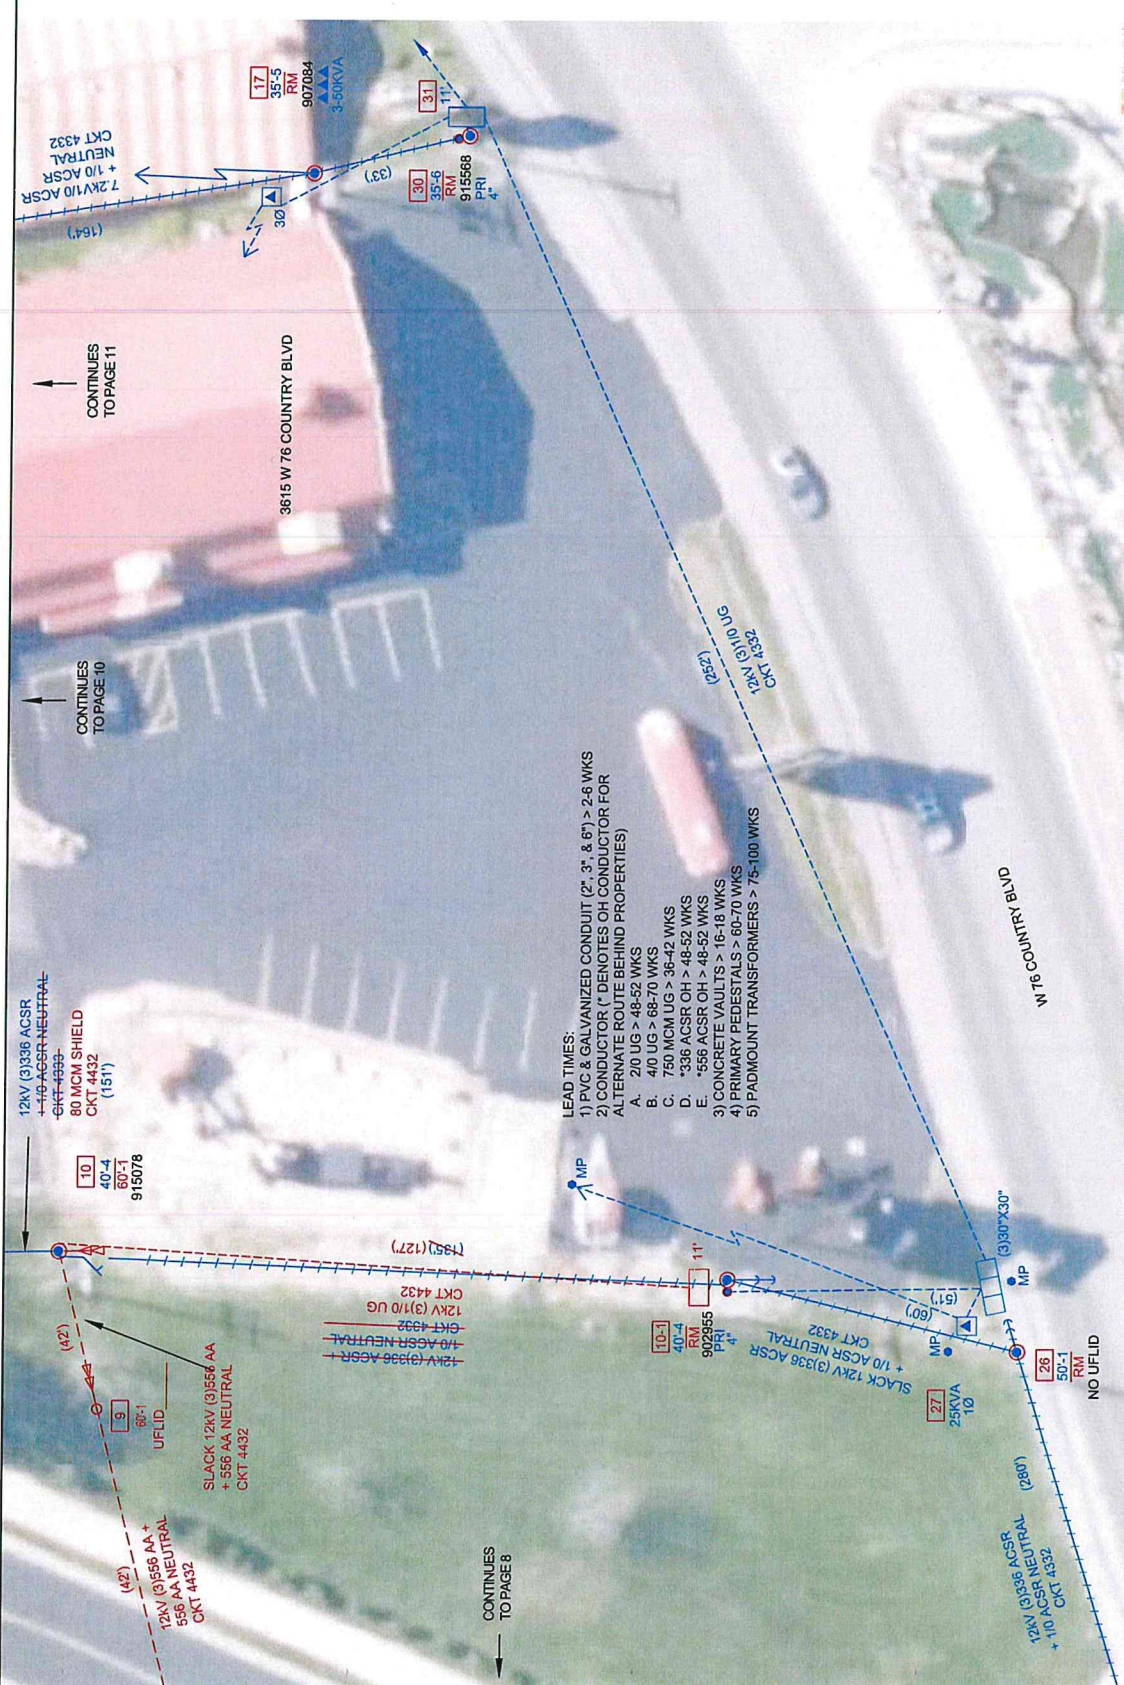 17
35'-5
RM
907084
3-50KVA
7.2kV1/0 ACSR
+ 1/0 ACSR
NEUTRAL
CKT 4332
(164')
3Ø
(33')
31
11'
30
35'-6
RM
915568
PRI
4"
CONTINUES
TO PAGE 11
3615 W 76 COUNTRY BLVD
CONTINUES
TO PAGE 10
(252')
12kV (3)1/0 UG
CKT 4332
LEAD TIMES:
1) PVC & GALVANIZED CONDUIT (2", 3", & 6") > 2-6 WKS
2) CONDUCTOR (* DENOTES OH CONDUCTOR FOR
ALTERNATE ROUTE BEHIND PROPERTIES)
A. 2/0 UG > 48-52 WKS
B. 4/0 UG > 68-70 WKS
C. 750 MCM UG > 36-42 WKS
D. *336 ACSR OH > 48-52 WKS
E. *556 ACSR OH > 48-52 WKS
3) CONCRETE VAULTS > 16-18 WKS
4) PRIMARY PEDESTALS > 60-70 WKS
5) PADMOUNT TRANSFORMERS > 75-100 WKS
W 76 COUNTRY BLVD
12kV (3)336 ACSR
+ 1/0 ACSR NEUTRAL
CKT 4333
80 MCM SHIELD
CKT 4432
(151')
10
40'-4
60'-1
915078
MP
(135') (127')
12kV (3)336 ACSR +
1/0 ACSR NEUTRAL
CKT 4332
12kV (3)1/0 UG
CKT 4432
11'
10-1
40'-4
RM
902955
PRI
4"
SLACK 12kV (3)336 ACSR
+ 1/0 ACSR NEUTRAL
CKT 4332
(51')
(60')
(3)30"X30"
MP
MP
27
25KVA
1Ø
26
50'-1
RM
NO UFLID
(42')
9
60'-1
UFLID
SLACK 12kV (3)556 AA
+ 556 AA NEUTRAL
CKT 4432
(42')
12kV (3)556 AA +
556 AA NEUTRAL
CKT 4432
CONTINUES
TO PAGE 8
12kV (3)336 ACSR
+ 1/0 ACSR NEUTRAL
CKT 4332
(280')